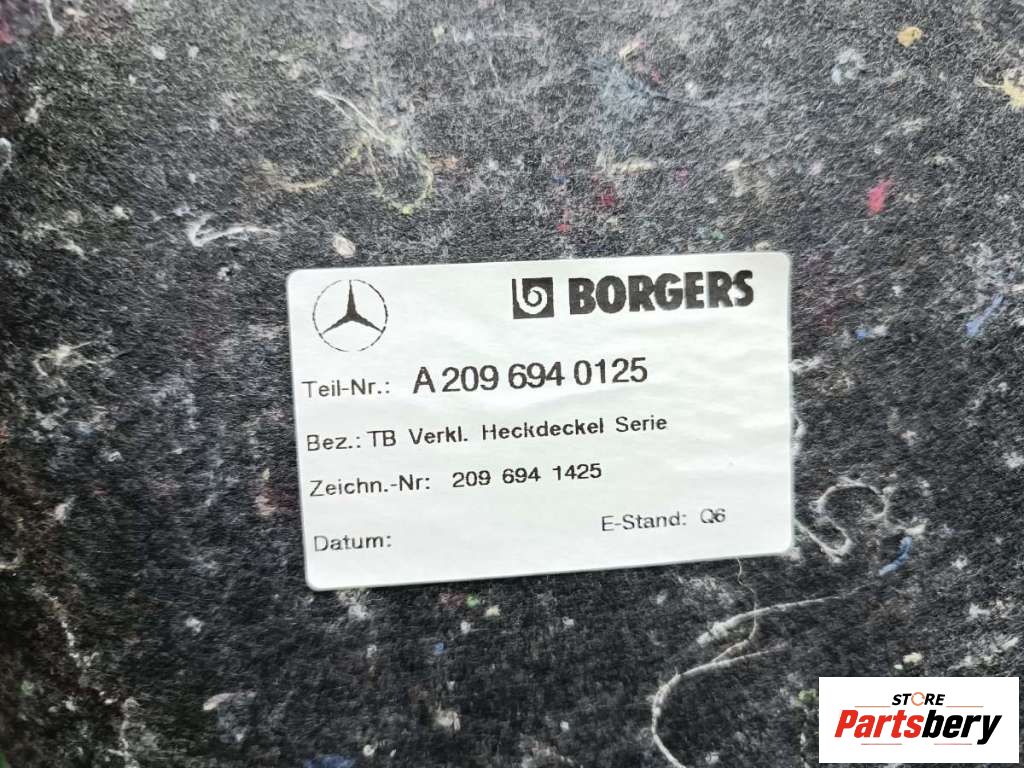 BORGERS
Teil-Nr.: A 209 694 0125
Bez.: TB Verkl. Heckdeckel Serie
Zeichn.-Nr: 209 694 1425
E-Stand: Q6
Datum:
STORE
Partsbery